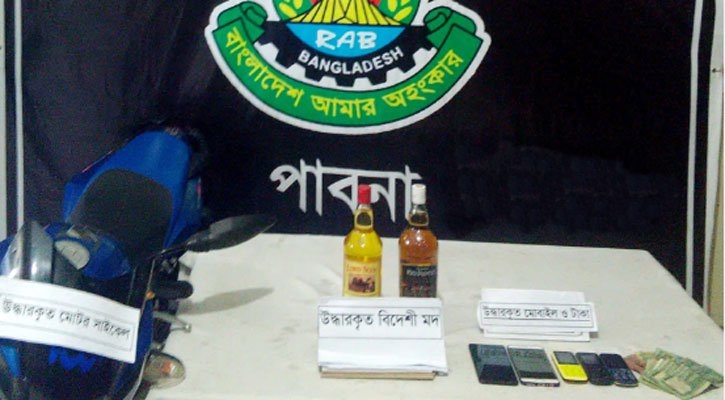 RAB
BANGLADESH
বাংলাদেশ আমার অহংকার
পাবনা
উদ্ধারকৃত মোটর সাইকেল
উদ্ধারকৃত বিদেশী মদ
উদ্ধারকৃত মোবাইল ও টাকা